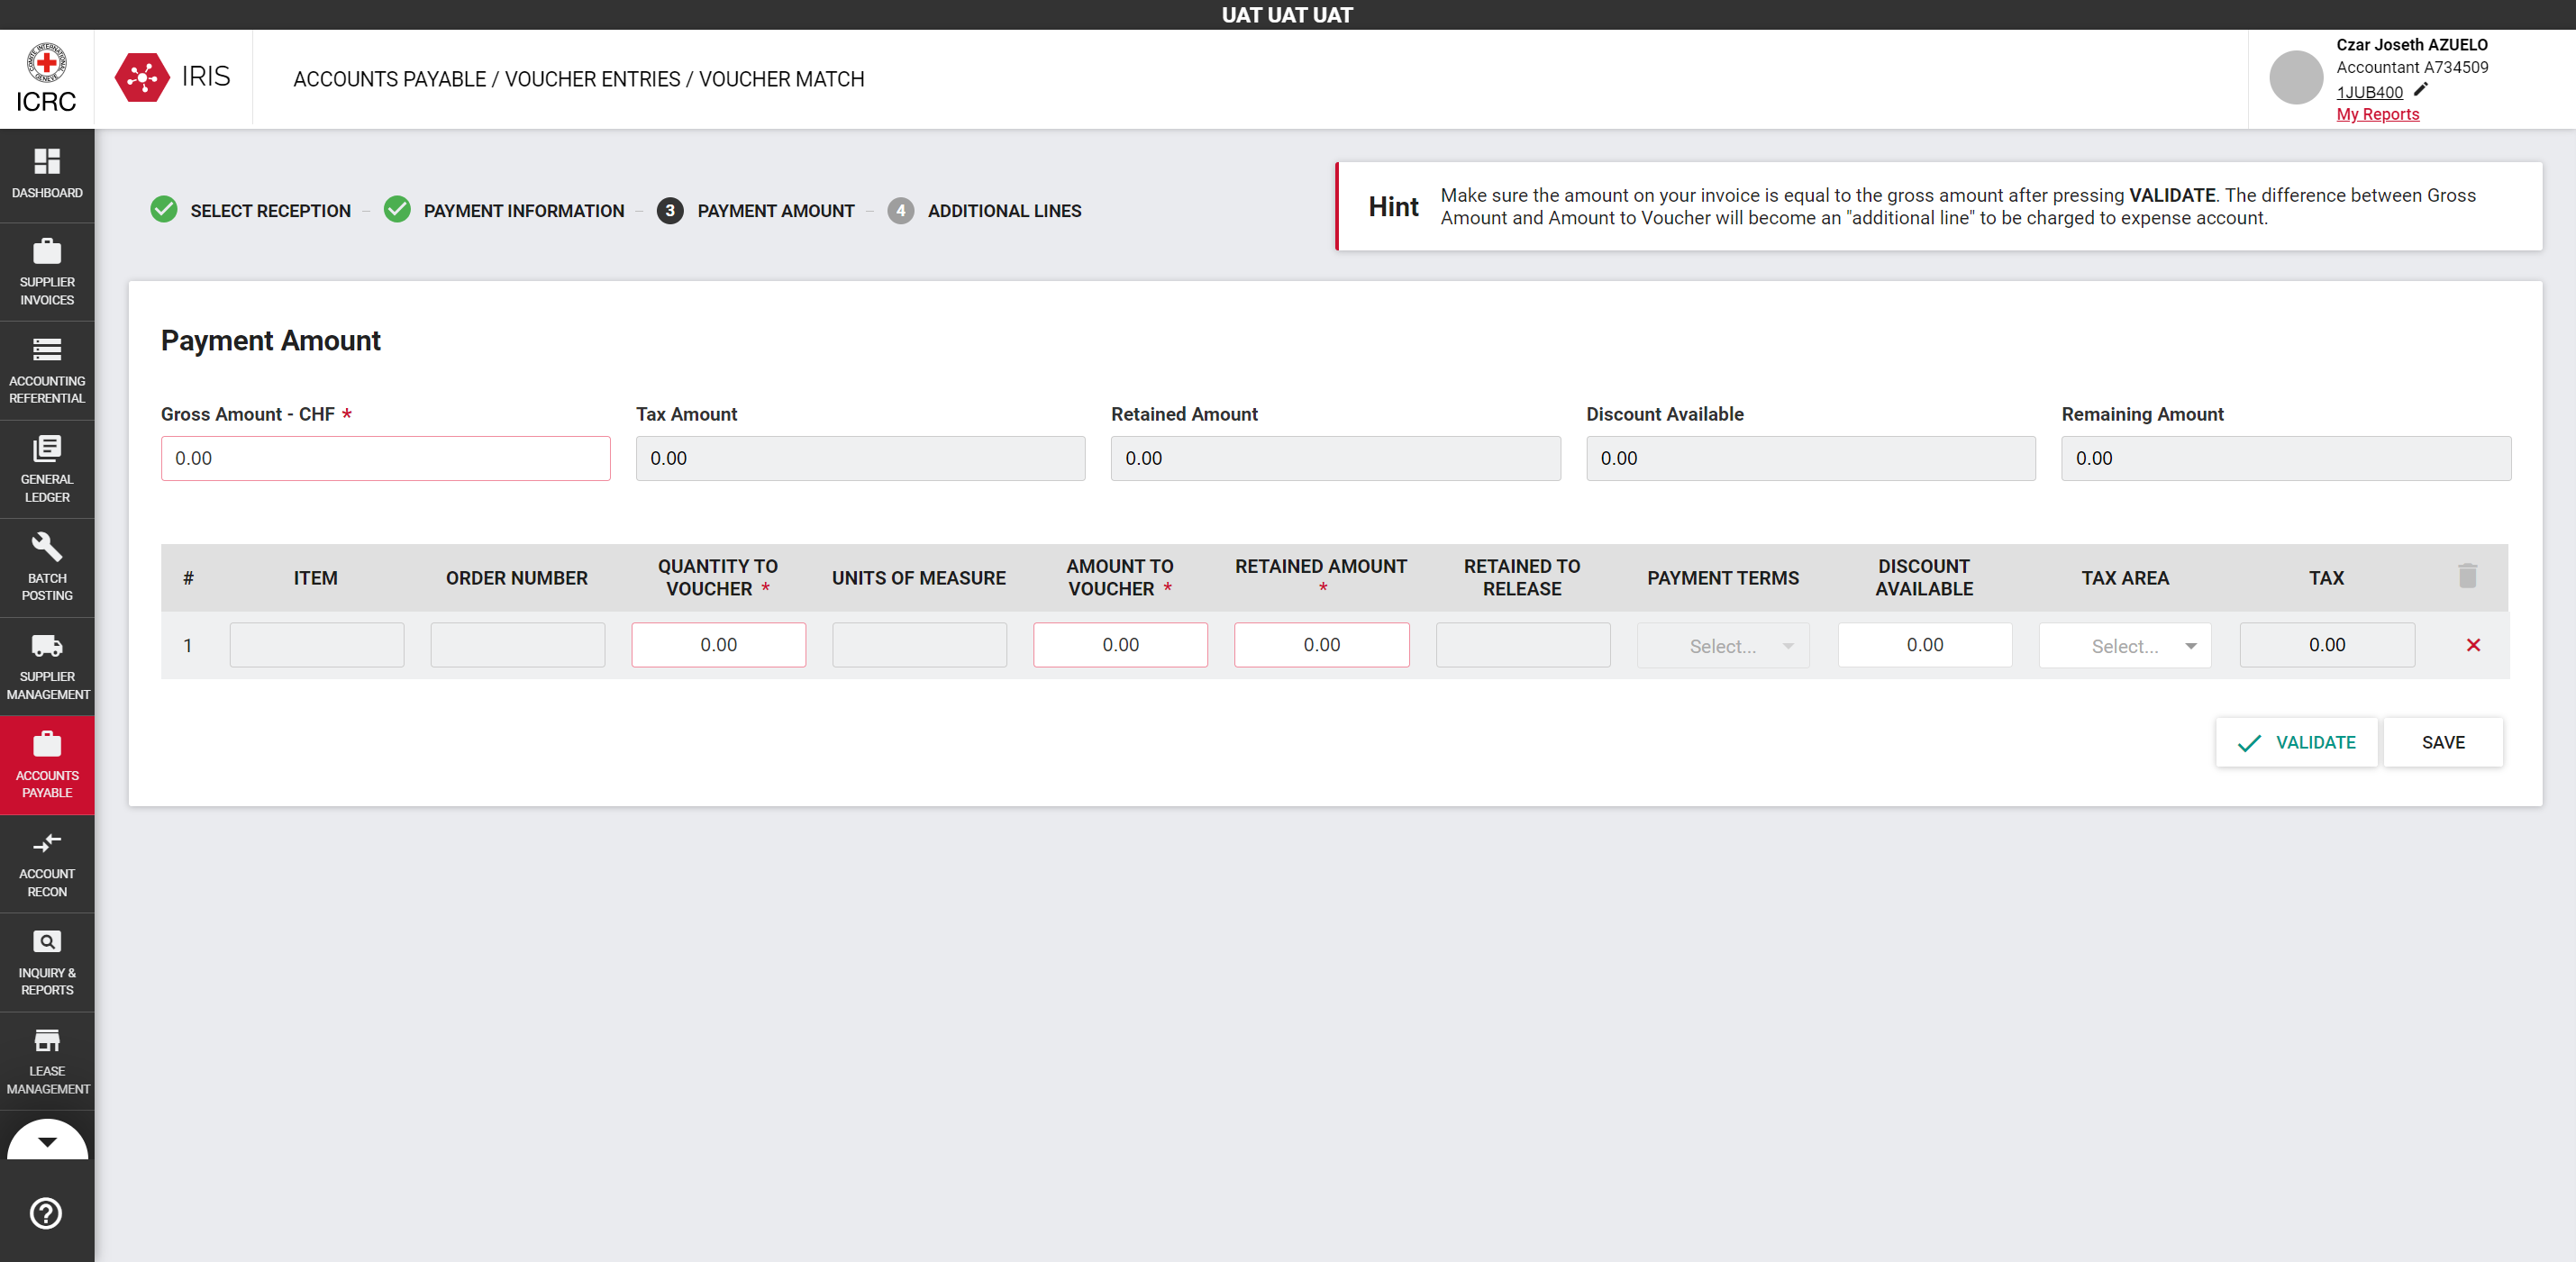 UAT UAT UAT
COMITE INTERNATIONAL GENEVE
ICRC
IRIS
ACCOUNTS PAYABLE / VOUCHER ENTRIES / VOUCHER MATCH
Czar Joseth AZUELO
Accountant A734509
1JUB400
My Reports
DASHBOARD
SUPPLIER
INVOICES
ACCOUNTING
REFERENTIAL
GENERAL
LEDGER
BATCH
POSTING
SUPPLIER
MANAGEMENT
ACCOUNTS
PAYABLE
ACCOUNT
RECON
INQUIRY &
REPORTS
LEASE
MANAGEMENT
SELECT RECEPTION – PAYMENT INFORMATION – 3 PAYMENT AMOUNT – 4 ADDITIONAL LINES
Hint
Make sure the amount on your invoice is equal to the gross amount after pressing VALIDATE. The difference between Gross
Amount and Amount to Voucher will become an "additional line" to be charged to expense account.
Payment Amount
Gross Amount - CHF * Tax Amount Retained Amount Discount Available Remaining Amount
0.00 0.00 0.00 0.00 0.00
# ITEM ORDER NUMBER QUANTITY TO VOUCHER * UNITS OF MEASURE AMOUNT TO VOUCHER * RETAINED AMOUNT * RETAINED TO RELEASE PAYMENT TERMS DISCOUNT AVAILABLE TAX AREA TAX
1 0.00 0.00 0.00 Select... 0.00 Select... 0.00
VALIDATE SAVE